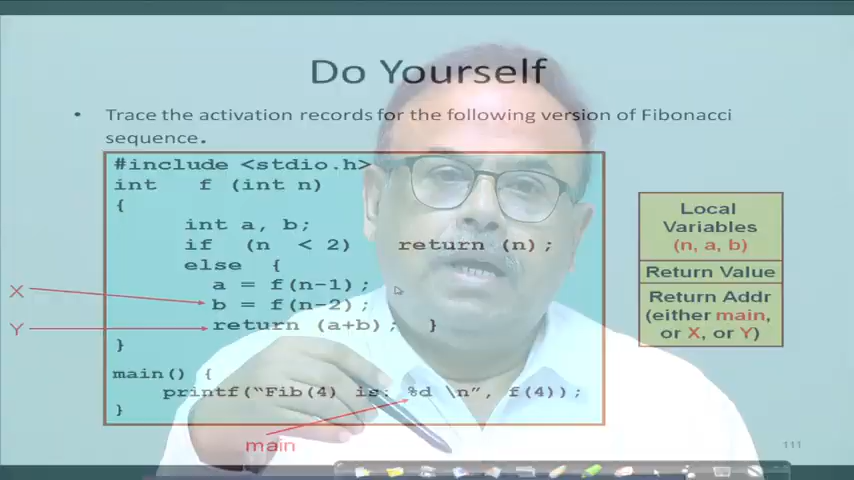 Do Yourself
• Trace the activation records for the following version of Fibonacci
sequence.
#include <stdio.h>
int f (int n)
{
int a, b;
if (n < 2) return (n);
else {
a = f(n-1);
X
b = f(n-2);
Y
return (a+b); }
}
main() {
printf(“Fib(4) is: %d \n”, f(4));
}
main
Local
Variables
(n, a, b)
Return Value
Return Addr
(either main,
or X, or Y)
111